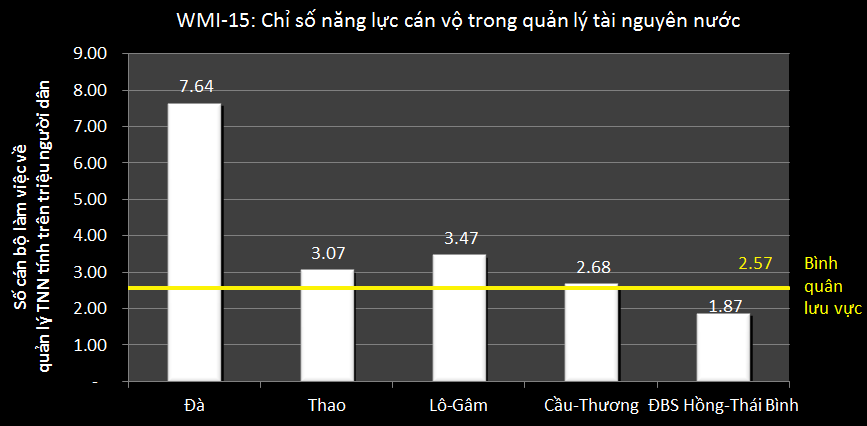 WMI-15: Chỉ số năng lực cán vộ trong quản lý tài nguyên nước
Số cán bộ làm việc về
quản lý TNN tính trên triệu người dân
9.00
8.00
7.00
6.00
5.00
4.00
3.00
2.00
1.00
-
7.64
3.07
3.47
2.68
1.87
2.57
Bình
quân
lưu vực
Đà
Thao
Lô-Gâm
Cầu-Thương
ĐBS Hồng-Thái Bình